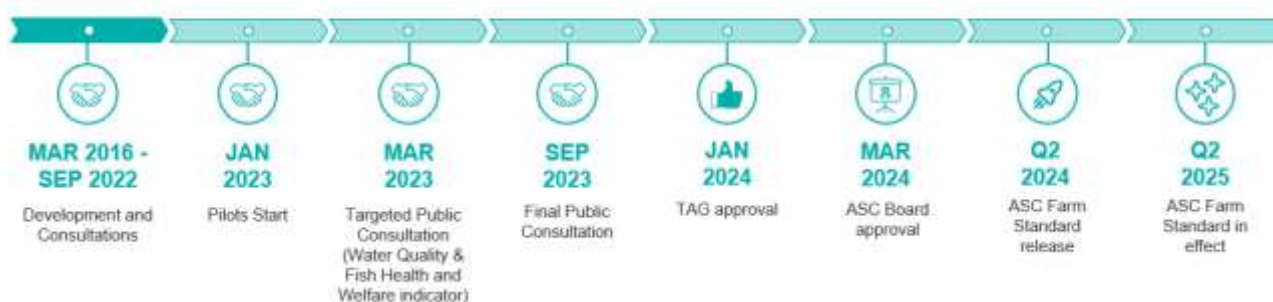 MAR 2016 -
SEP 2022
Development and
Consultations
JAN
2023
Pilots Start
MAR
2023
Targeted Public
Consultation
(Water Quality &
Fish Health and
Welfare indicator)
SEP
2023
Final Public
Consultation
JAN
2024
TAG approval
MAR
2024
ASC Board
approval
Q2
2024
ASC Farm
Standard
release
Q2
2025
ASC Farm
Standard in
effect